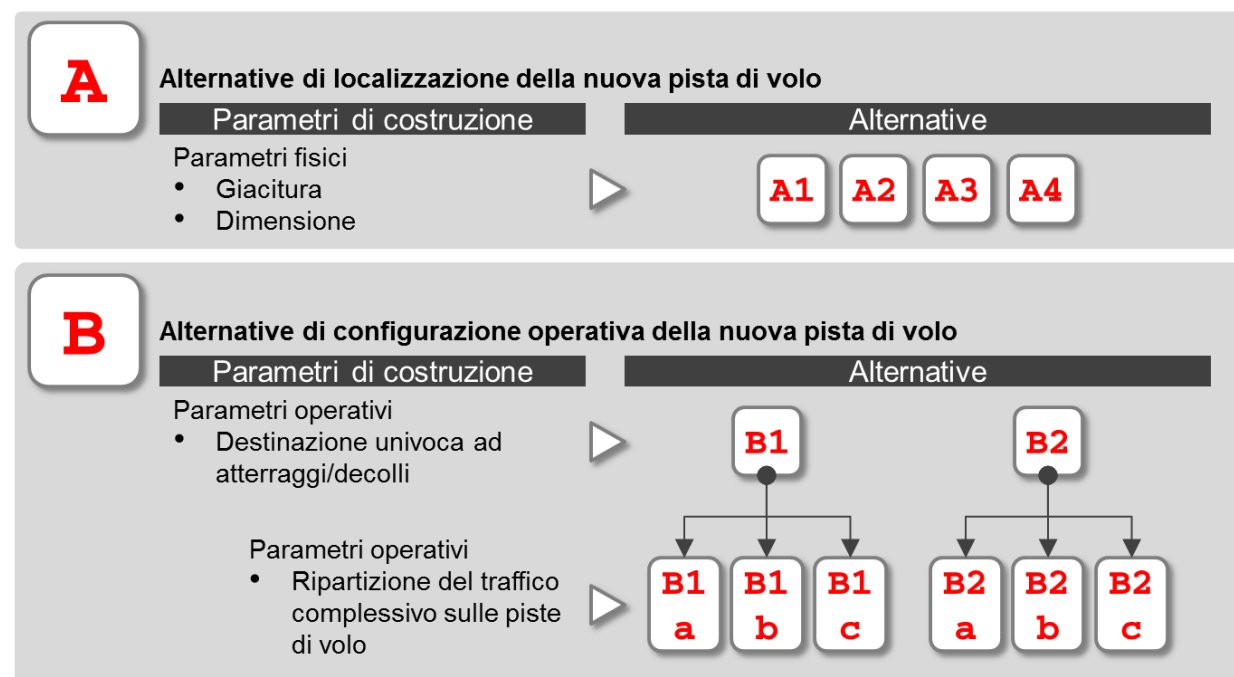 A
Alternative di localizzazione della nuova pista di volo
Parametri di costruzione
Alternative
Parametri fisici
• Giacitura
• Dimensione
A1 A2 A3 A4
B
Alternative di configurazione operativa della nuova pista di volo
Parametri di costruzione
Alternative
Parametri operativi
• Destinazione univoca ad
atterraggi/decolli
B1 B2
Parametri operativi
• Ripartizione del traffico
complessivo sulle piste
di volo
B1 B1 B1 B2 B2 B2
a b c a b c